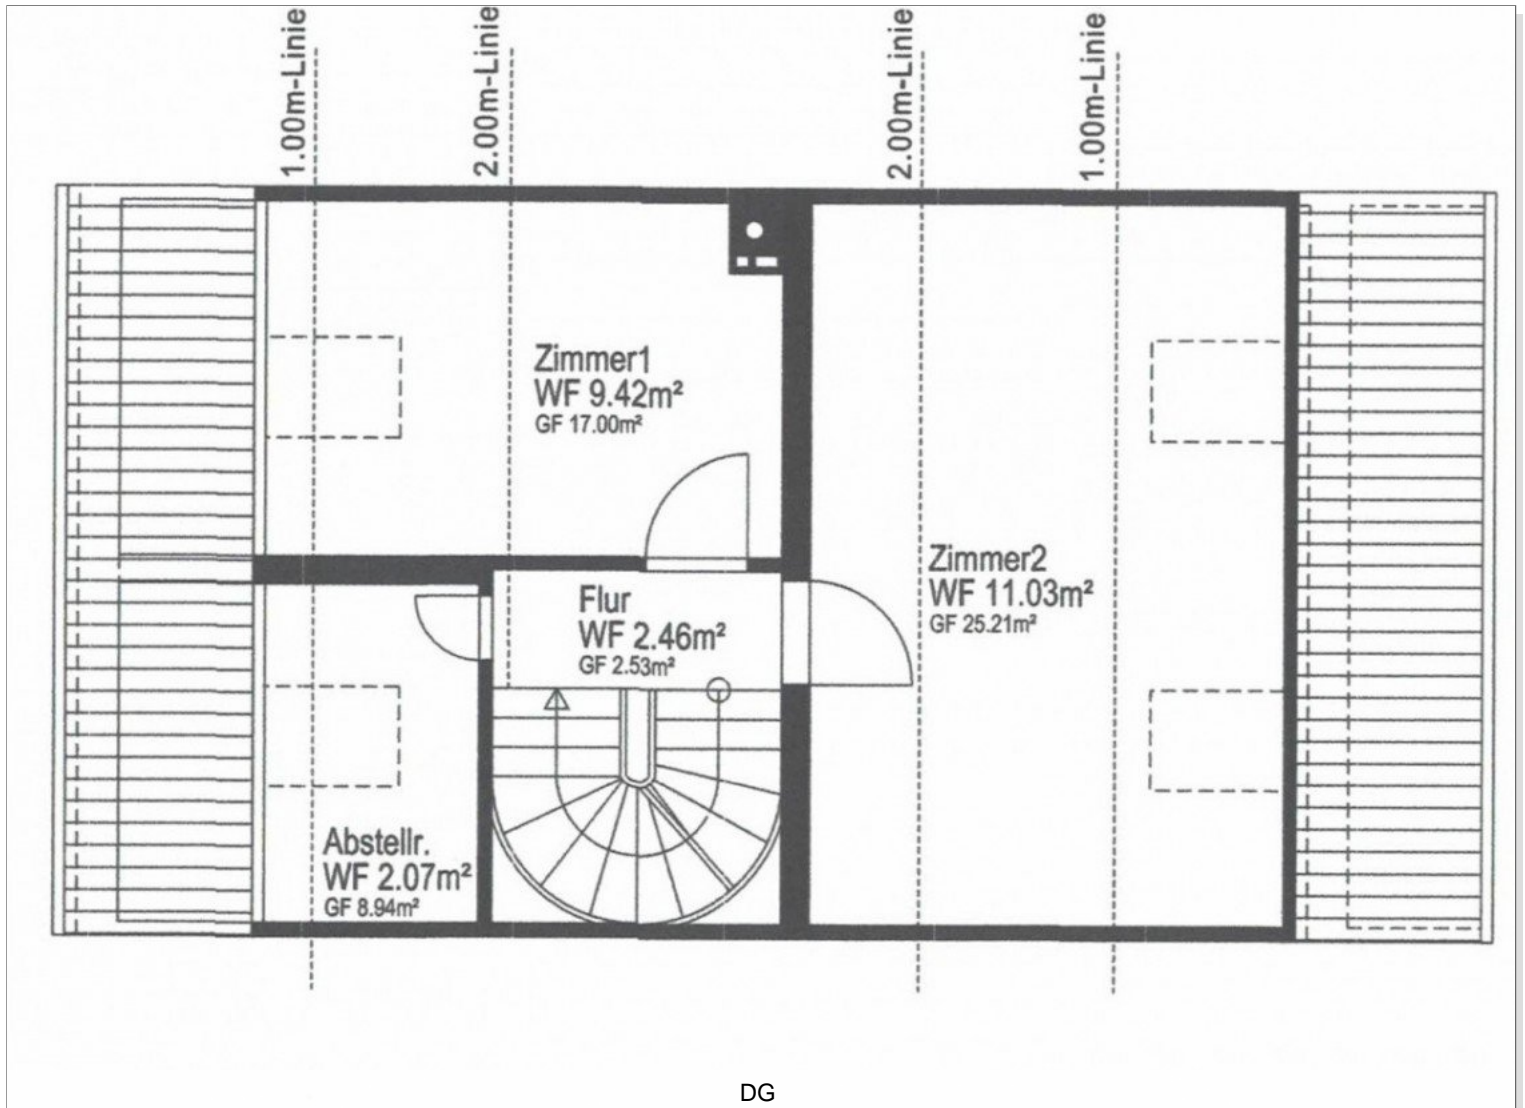 1.00m-Linie
2.00m-Linie
2.00m-Linie
1.00m-Linie
Zimmer1
WF 9.42m²
GF 17.00m²
Zimmer2
WF 11.03m²
GF 25.21m²
Flur
WF 2.46m²
GF 2.53m²
Abstellr.
WF 2.07m²
GF 8.94m²
DG